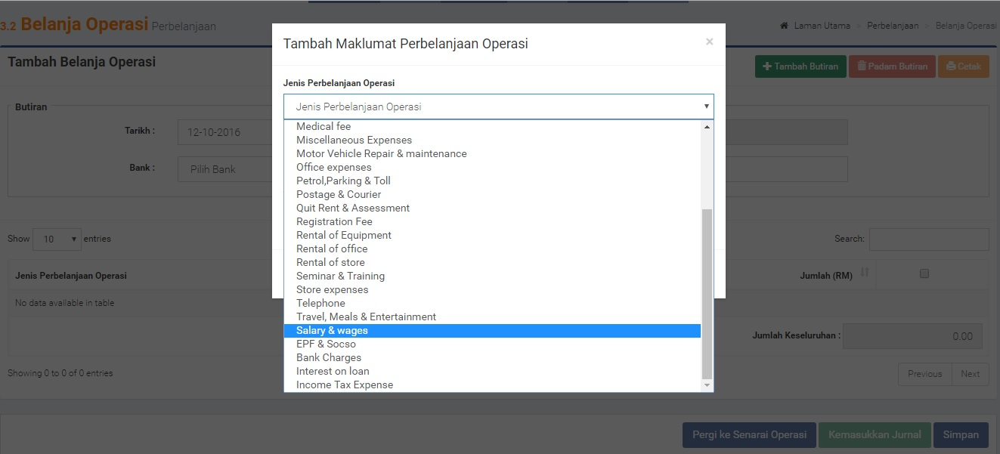 3.2 Belanja Operasi Perbelanjaan
Laman Utama > Perbelanjaan > Belanja Operasi
Tambah Belanja Operasi
Tambah Butiran
Padam Butiran
Cetak
Tambah Maklumat Perbelanjaan Operasi
×
Jenis Perbelanjaan Operasi
Jenis Perbelanjaan Operasi
Medical fee
Miscellaneous Expenses
Motor Vehicle Repair & maintenance
Office expenses
Petrol,Parking & Toll
Postage & Courier
Quit Rent & Assessment
Registration Fee
Rental of Equipment
Rental of office
Rental of store
Seminar & Training
Store expenses
Telephone
Travel, Meals & Entertainment
Salary & wages
EPF & Socso
Bank Charges
Interest on loan
Income Tax Expense
Butiran
Tarikh : 12-10-2016
Bank : Pilih Bank
Show 10 entries
Search:
Jenis Perbelanjaan Operasi
Jumlah (RM)
No data available in table
Jumlah Keseluruhan : 0.00
Showing 0 to 0 of 0 entries
Previous Next
Pergi ke Senarai Operasi
Kemasukkan Jurnal
Simpan